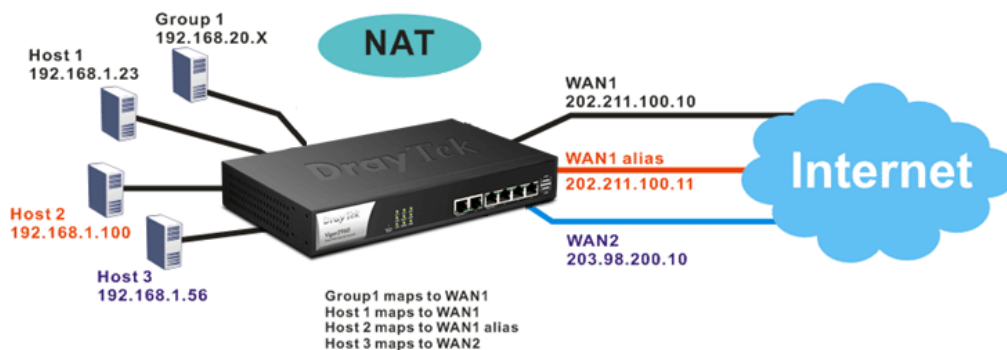 Group 1
192.168.20.X
NAT
Host 1
192.168.1.23
WAN1
202.211.100.10
DrayTek
WAN1 alias
202.211.100.11
Internet
Host 2
192.168.1.100
DrayTek
Vigor2960
WAN2
203.98.200.10
Host 3
192.168.1.56
Group1 maps to WAN1
Host 1 maps to WAN1
Host 2 maps to WAN1 alias
Host 3 maps to WAN2